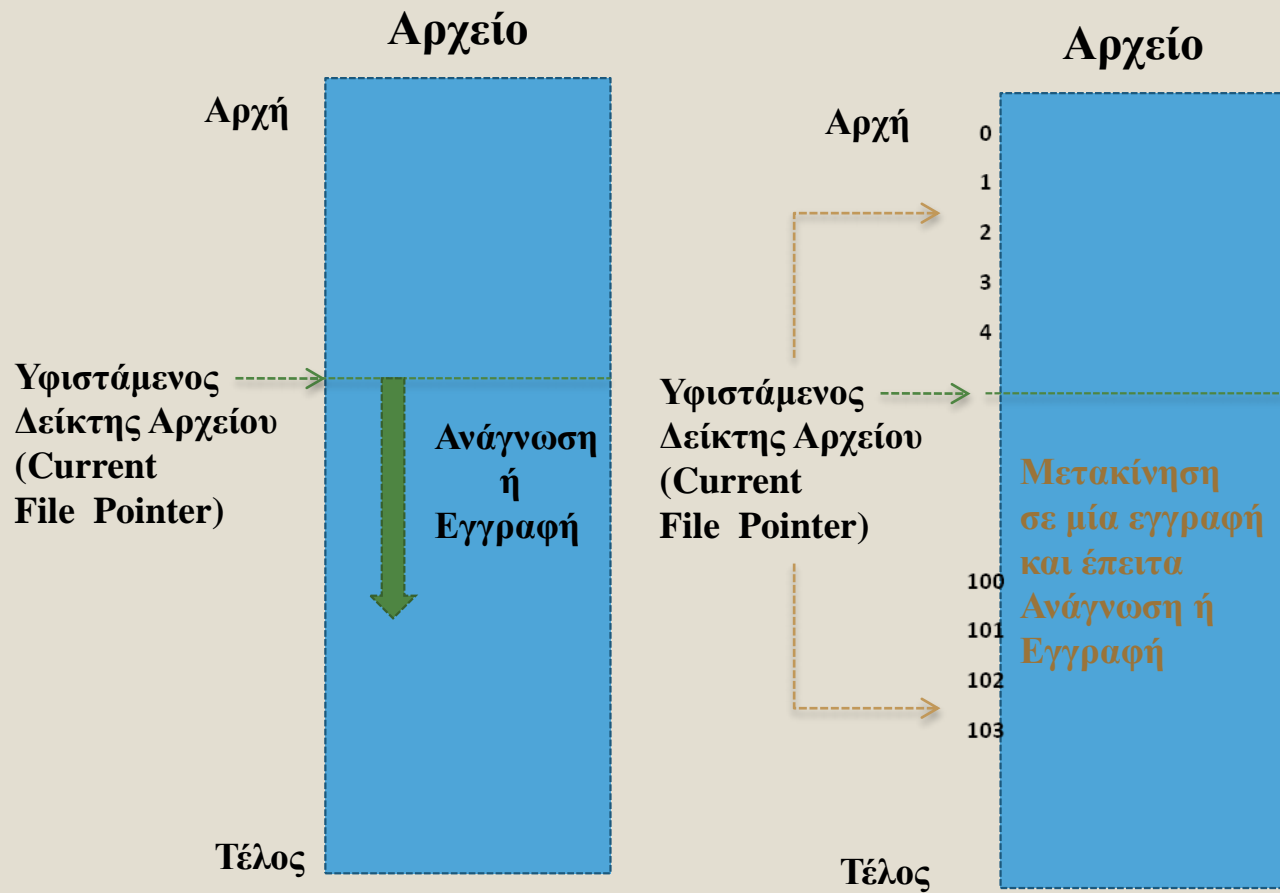 Αρχείο
Αρχή
Υφιστάμενος
Δείκτης Αρχείου
(Current
File Pointer)
Ανάγνωση
ή
Εγγραφή
Τέλος
Αρχείο
Αρχή
0
1
2
3
4
Υφιστάμενος
Δείκτης Αρχείου
(Current
File Pointer)
Μετακίνηση
σε μία εγγραφή
και έπειτα
Ανάγνωση ή
Εγγραφή
100
101
102
103
Τέλος